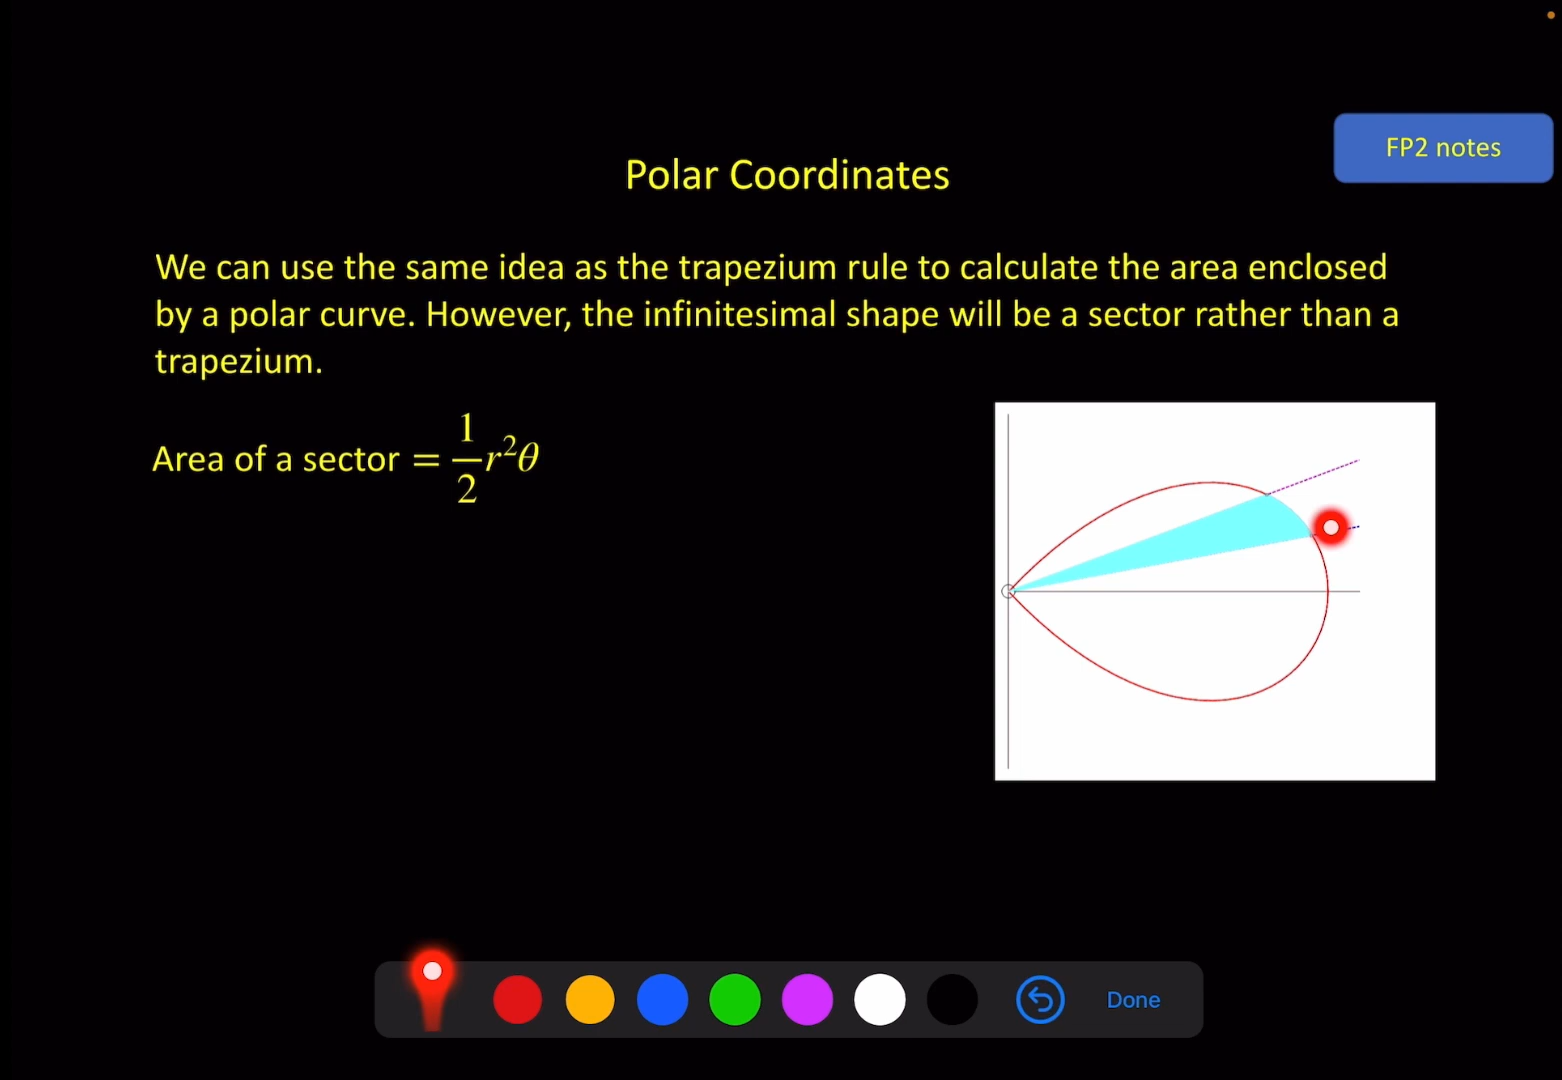 FP2 notes
Polar Coordinates
We can use the same idea as the trapezium rule to calculate the area enclosed
by a polar curve. However, the infinitesimal shape will be a sector rather than a
trapezium.
Area of a sector = \frac{1}{2}r^2θ
Done